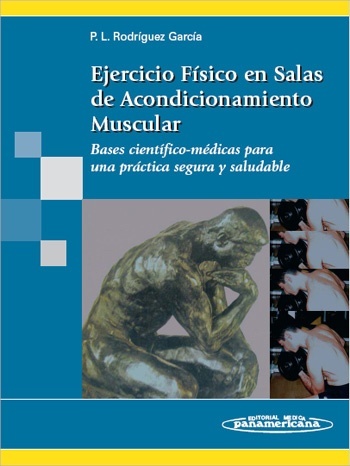 P. L. Rodríguez García
Ejercicio Físico en Salas
de Acondicionamiento
Muscular
Bases científico-médicas para
una práctica segura y saludable
EDITORIAL MEDICA
panamericana